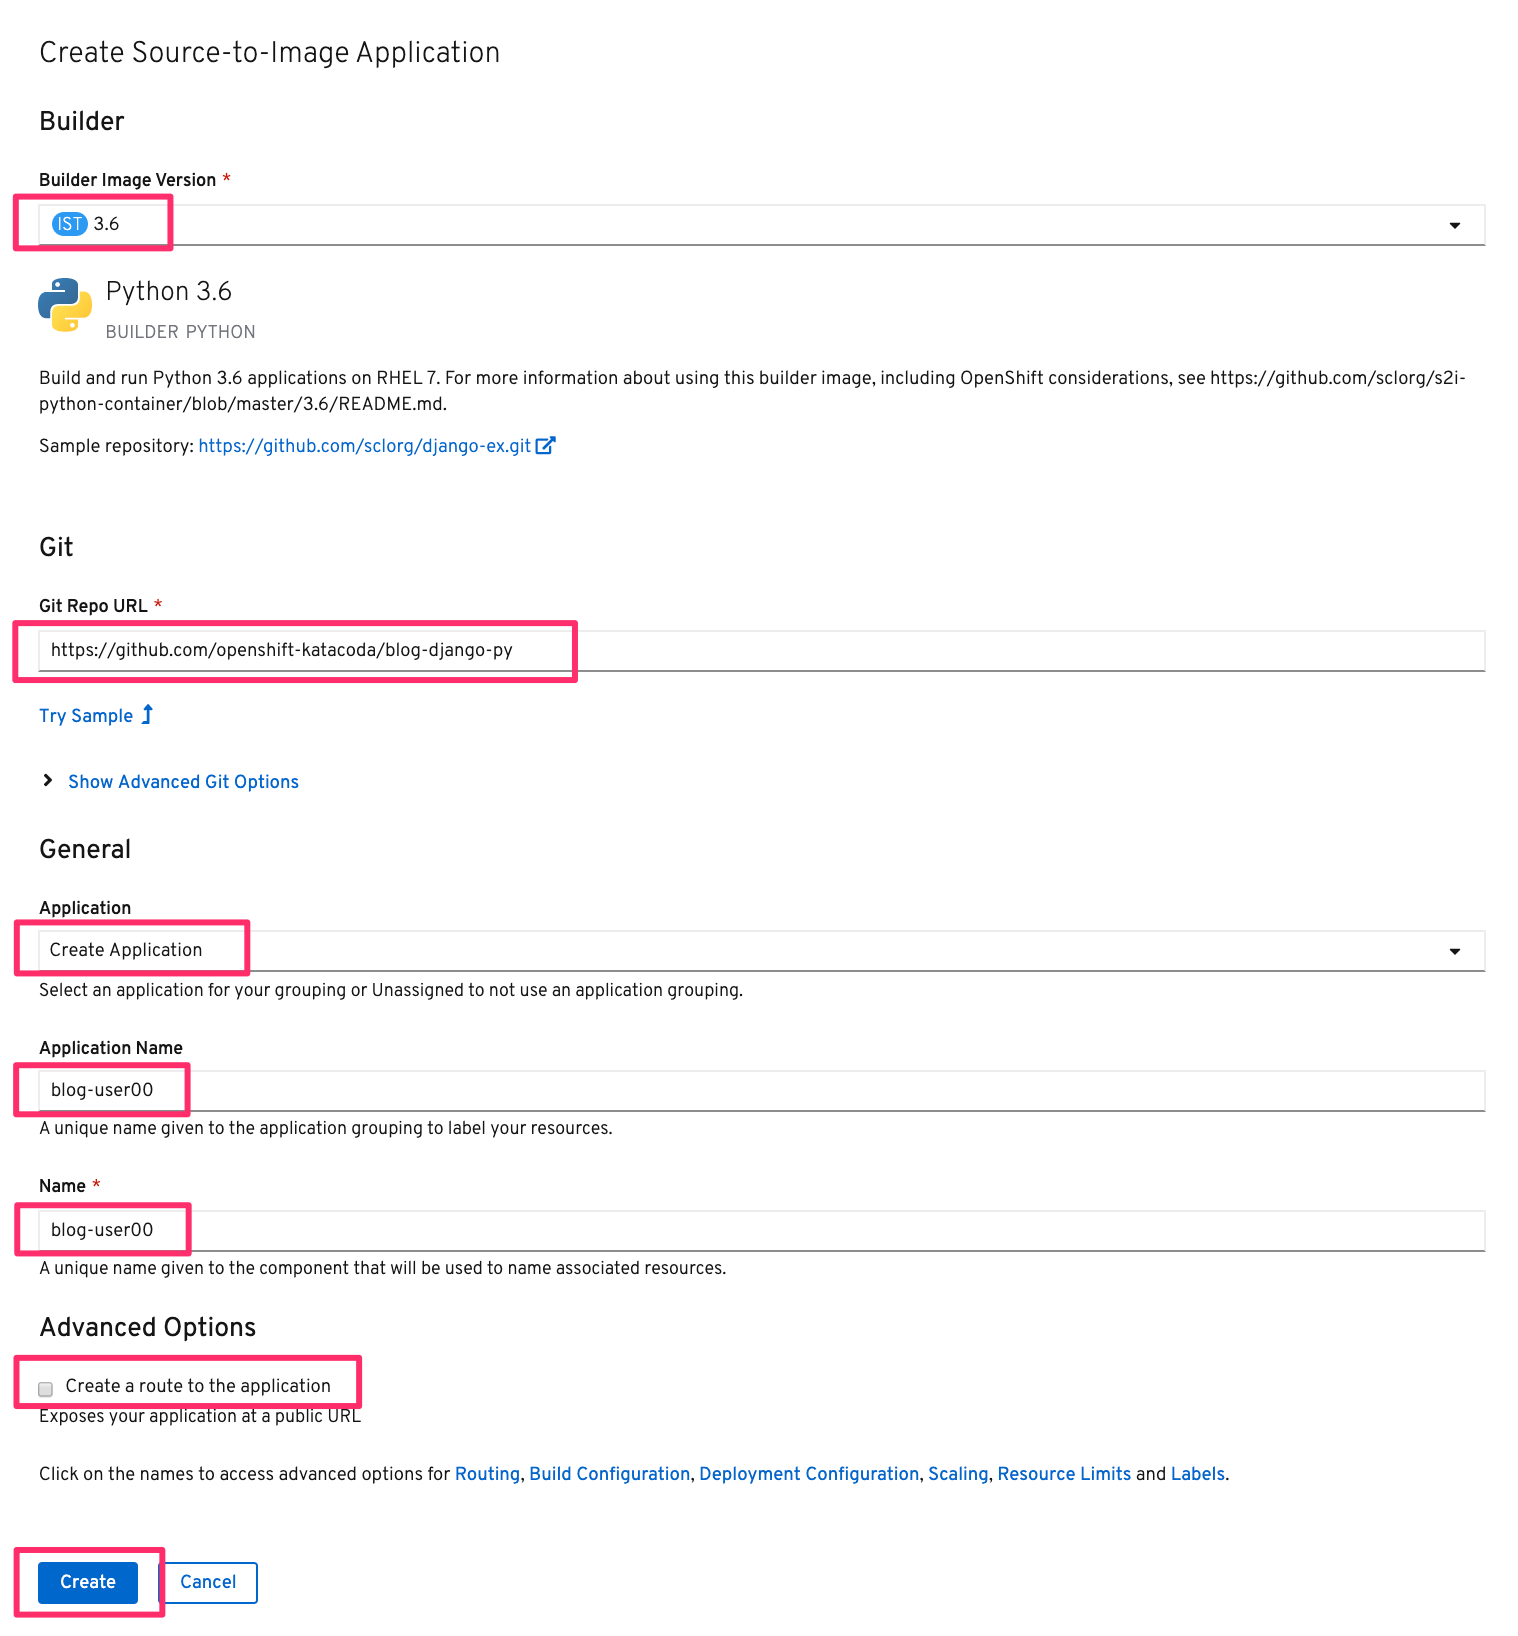 Create Source-to-Image Application
Builder
Builder Image Version *
IST 3.6
Python 3.6
BUILDER PYTHON
Build and run Python 3.6 applications on RHEL 7. For more information about using this builder image, including OpenShift considerations, see https://github.com/sclorg/s2i-
python-container/blob/master/3.6/README.md.
Sample repository: https://github.com/sclorg/django-ex.git
Git
Git Repo URL *
https://github.com/openshift-katacoda/blog-django-py
Try Sample
Show Advanced Git Options
General
Application
Create Application
Select an application for your grouping or Unassigned to not use an application grouping.
Application Name
blog-user00
A unique name given to the application grouping to label your resources.
Name *
blog-user00
A unique name given to the component that will be used to name associated resources.
Advanced Options
Create a route to the application
Exposes your application at a public URL
Click on the names to access advanced options for Routing, Build Configuration, Deployment Configuration, Scaling, Resource Limits and Labels.
Create Cancel